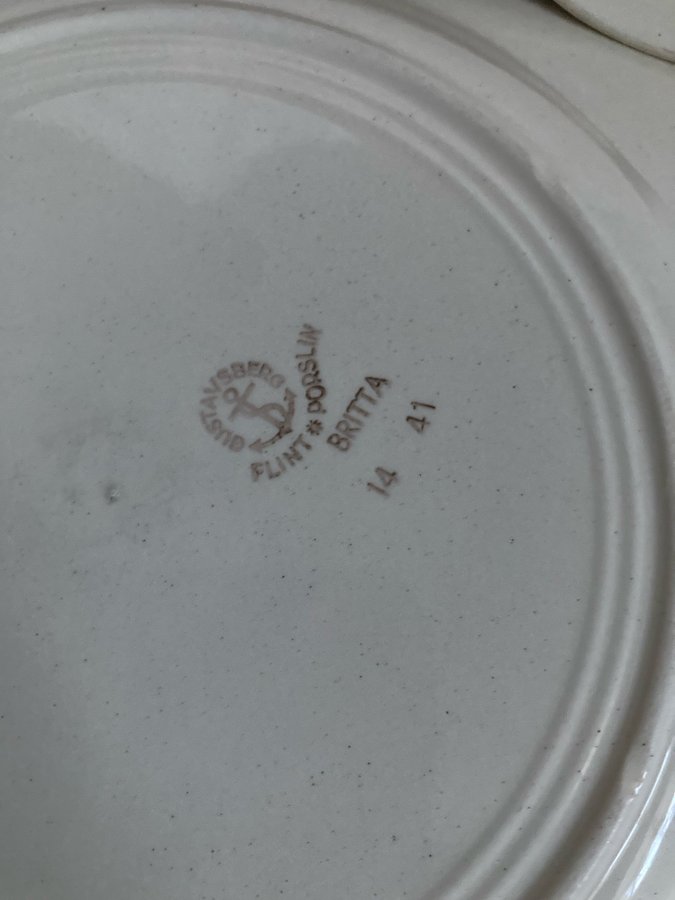 GUSTAVSBERG
FLINT * PORSLIN
BRITTA
14 41